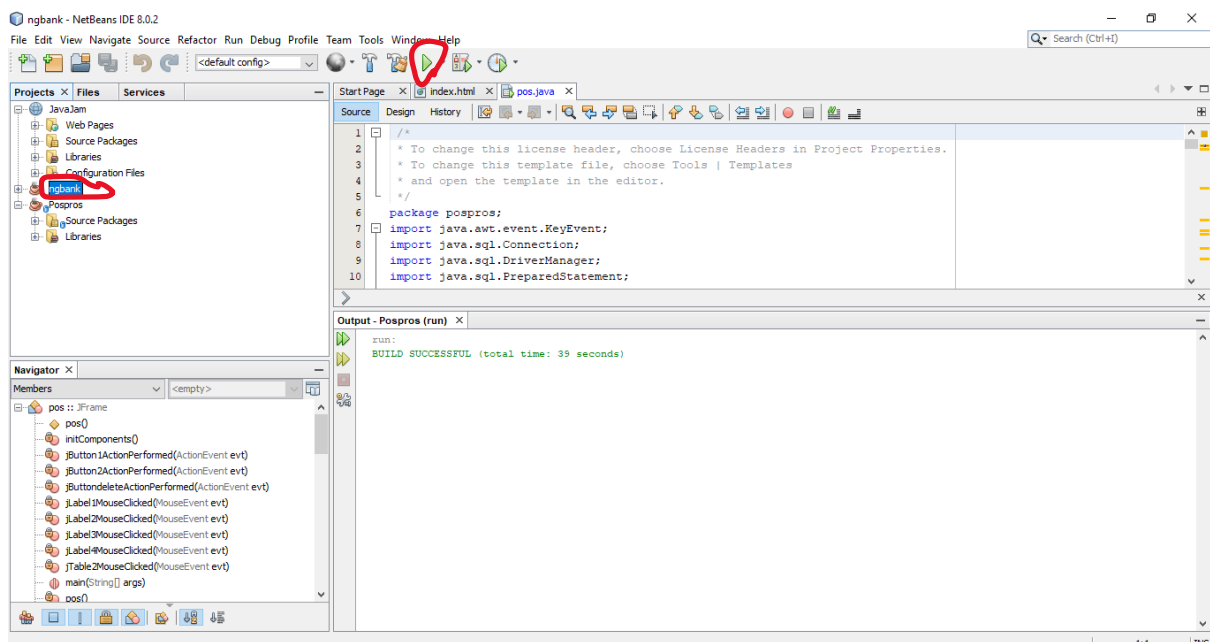 ngbank - NetBeans IDE 8.0.2
File Edit View Navigate Source Refactor Run Debug Profile Team Tools Window Help
Search (Ctrl+I)
<default config>
Projects Files Services
JavaJam
Web Pages
Source Packages
Libraries
Configuration Files
ngbank
Pospros
Source Packages
Libraries
Start Page index.html pos.java
Source Design History
1 /*
2 * To change this license header, choose License Headers in Project Properties.
3 * To change this template file, choose Tools | Templates
4 * and open the template in the editor.
5 */
6 package pospros;
7 import java.awt.event.KeyEvent;
8 import java.sql.Connection;
9 import java.sql.DriverManager;
10 import java.sql.PreparedStatement;
Output - Pospros (run)
run:
BUILD SUCCESSFUL (total time: 39 seconds)
Navigator
Members <empty>
pos :: JFrame
pos()
initComponents()
jButton1ActionPerformed(ActionEvent evt)
jButton2ActionPerformed(ActionEvent evt)
jButtondeleteActionPerformed(ActionEvent evt)
jLabel1MouseClicked(MouseEvent evt)
jLabel2MouseClicked(MouseEvent evt)
jLabel3MouseClicked(MouseEvent evt)
jLabel4MouseClicked(MouseEvent evt)
jTable2MouseClicked(MouseEvent evt)
main(String[] args)
pos()